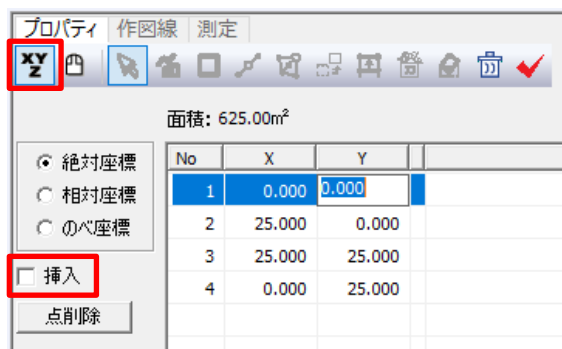 プロパティ 作図線 測定
XY
Z
面積: 625.00m²
絶対座標
相対座標
のべ座標
挿入
点削除
No X Y
1 0.000 0.000
2 25.000 0.000
3 25.000 25.000
4 0.000 25.000